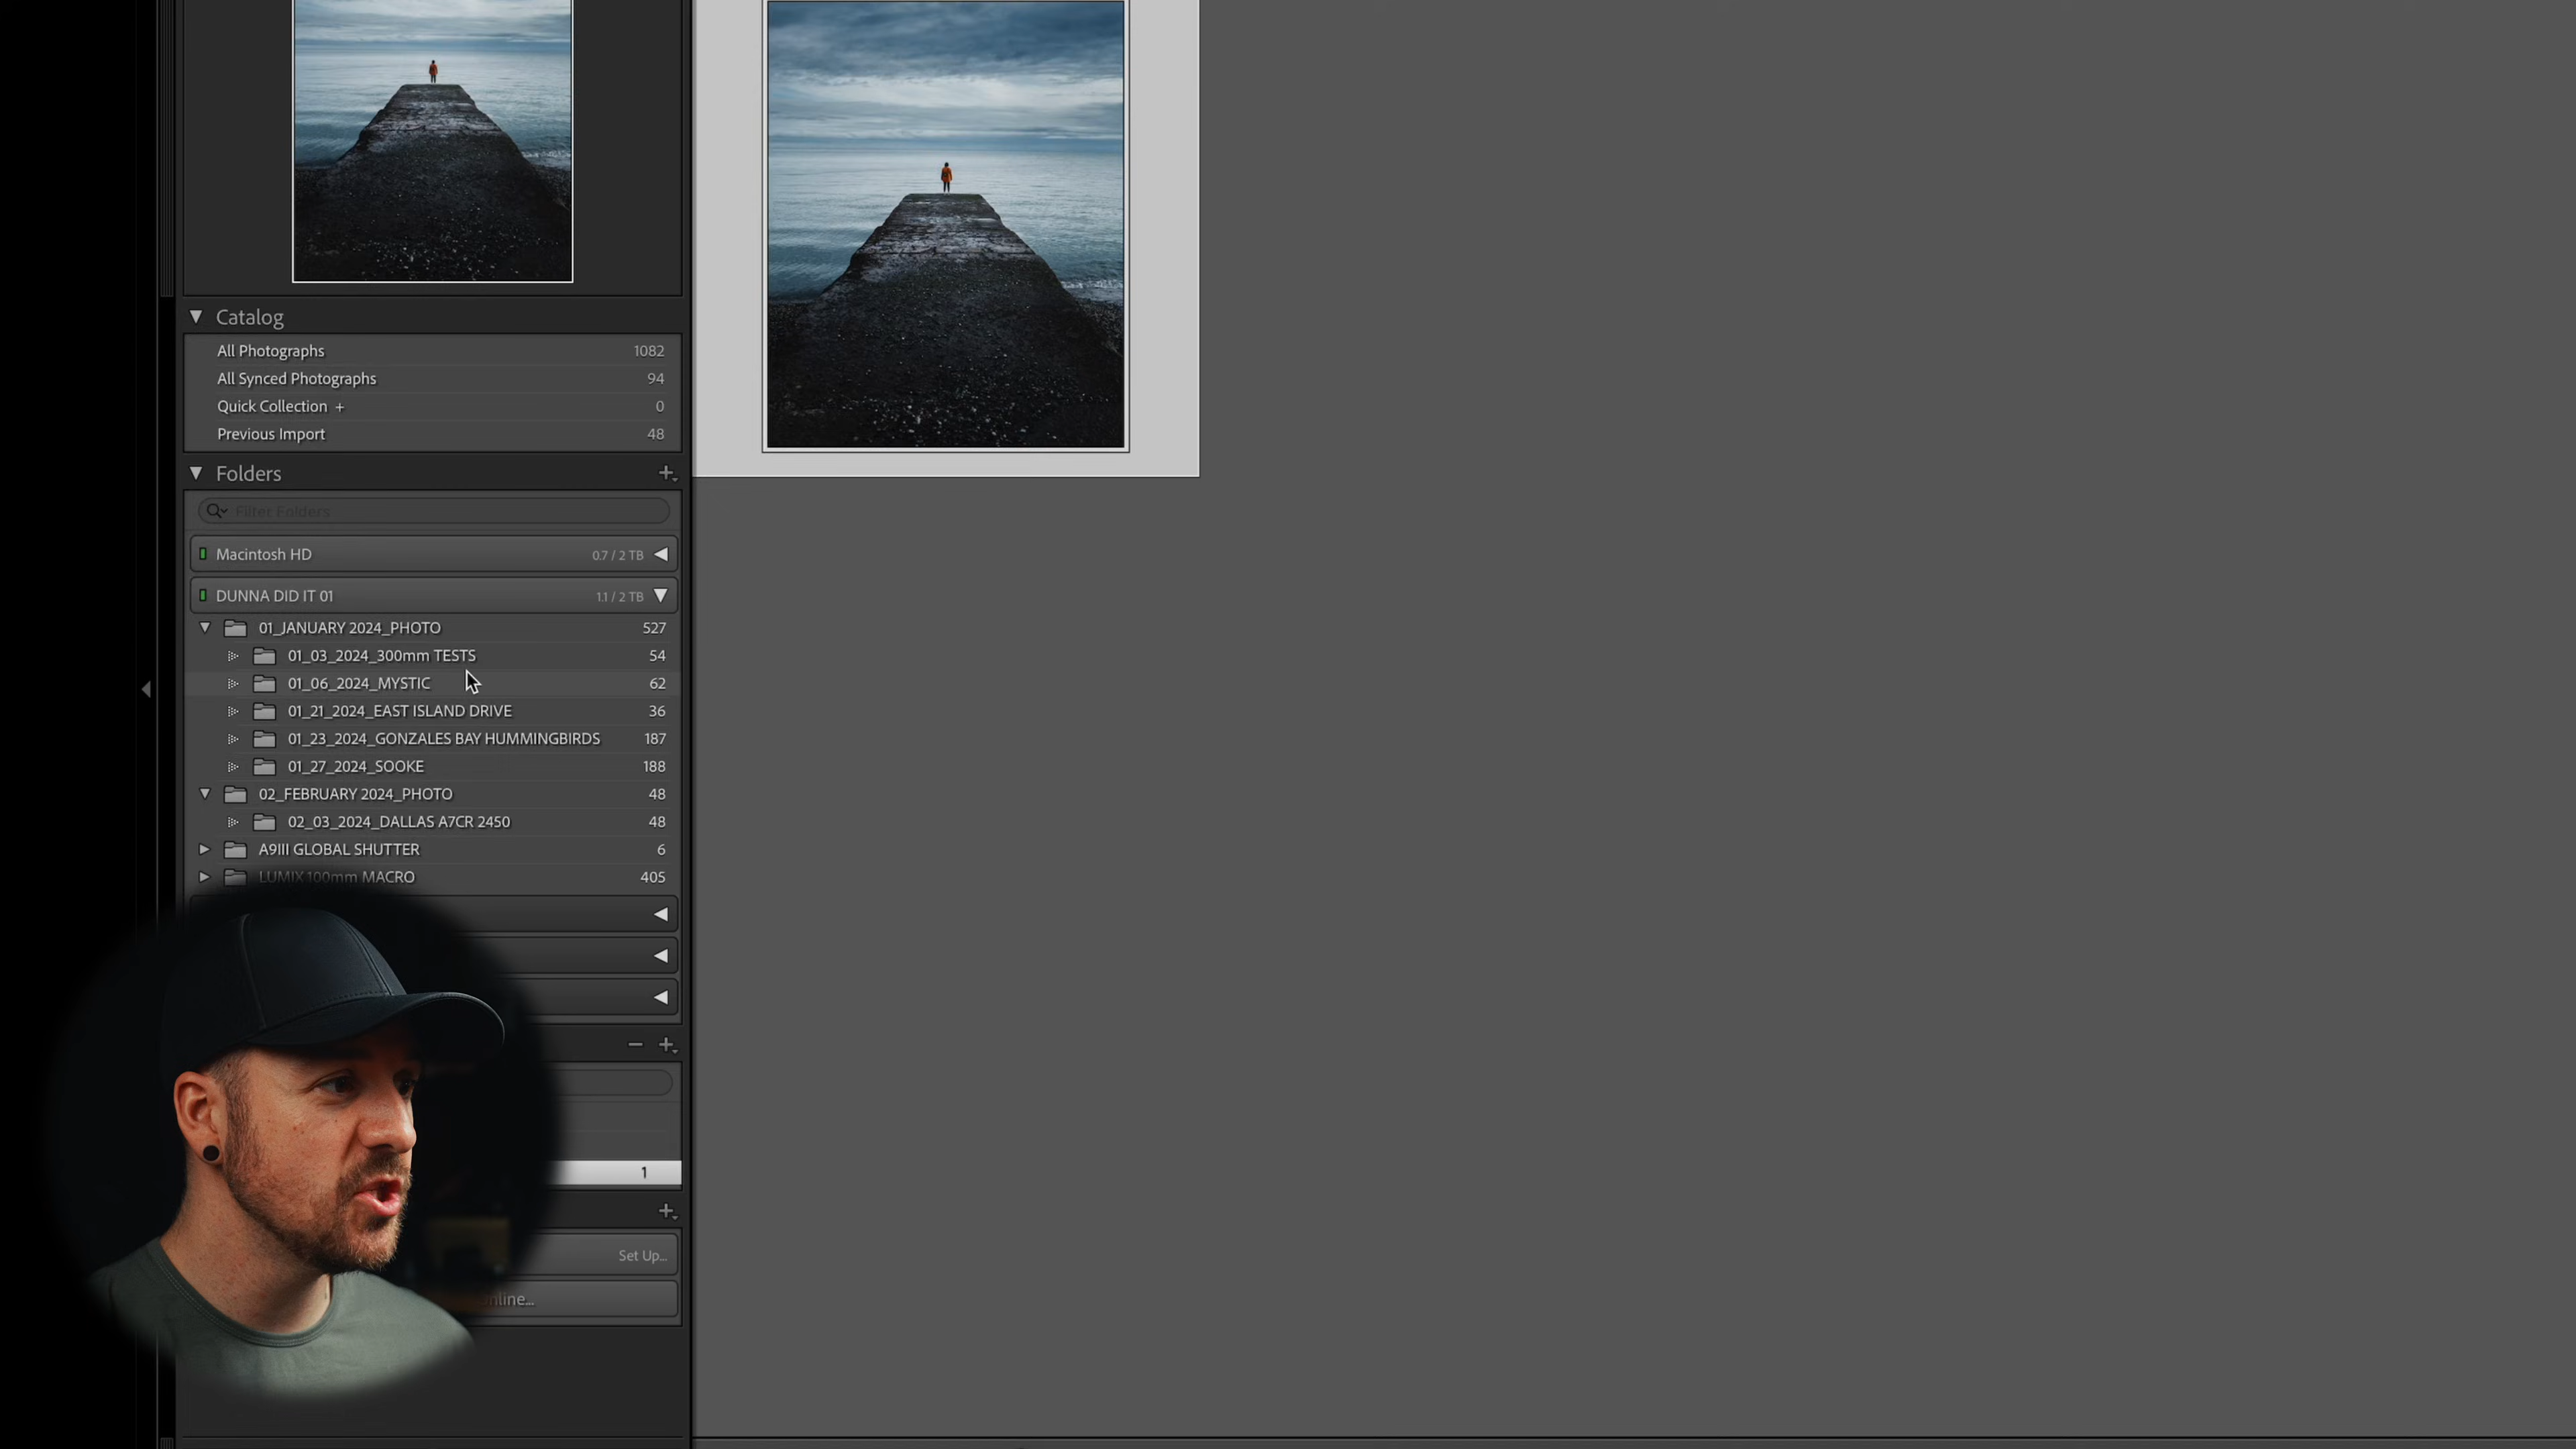 Catalog
All Photographs 1082
All Synced Photographs 94
Quick Collection + 0
Previous Import 48
Folders +
Filter Folders
Macintosh HD 0.7 / 2 TB
DUNNA DID IT 01 1.1 / 2 TB
01_JANUARY 2024_PHOTO 527
01_03_2024_300mm TESTS 54
01_06_2024_MYSTIC 62
01_21_2024_EAST ISLAND DRIVE 36
01_23_2024_GONZALES BAY HUMMINGBIRDS 187
01_27_2024_SOOKE 188
02_FEBRUARY 2024_PHOTO 48
02_03_2024_DALLAS A7CR 2450 48
A9III GLOBAL SHUTTER 6
LUMIX 100mm MACRO 405
1
Set Up...